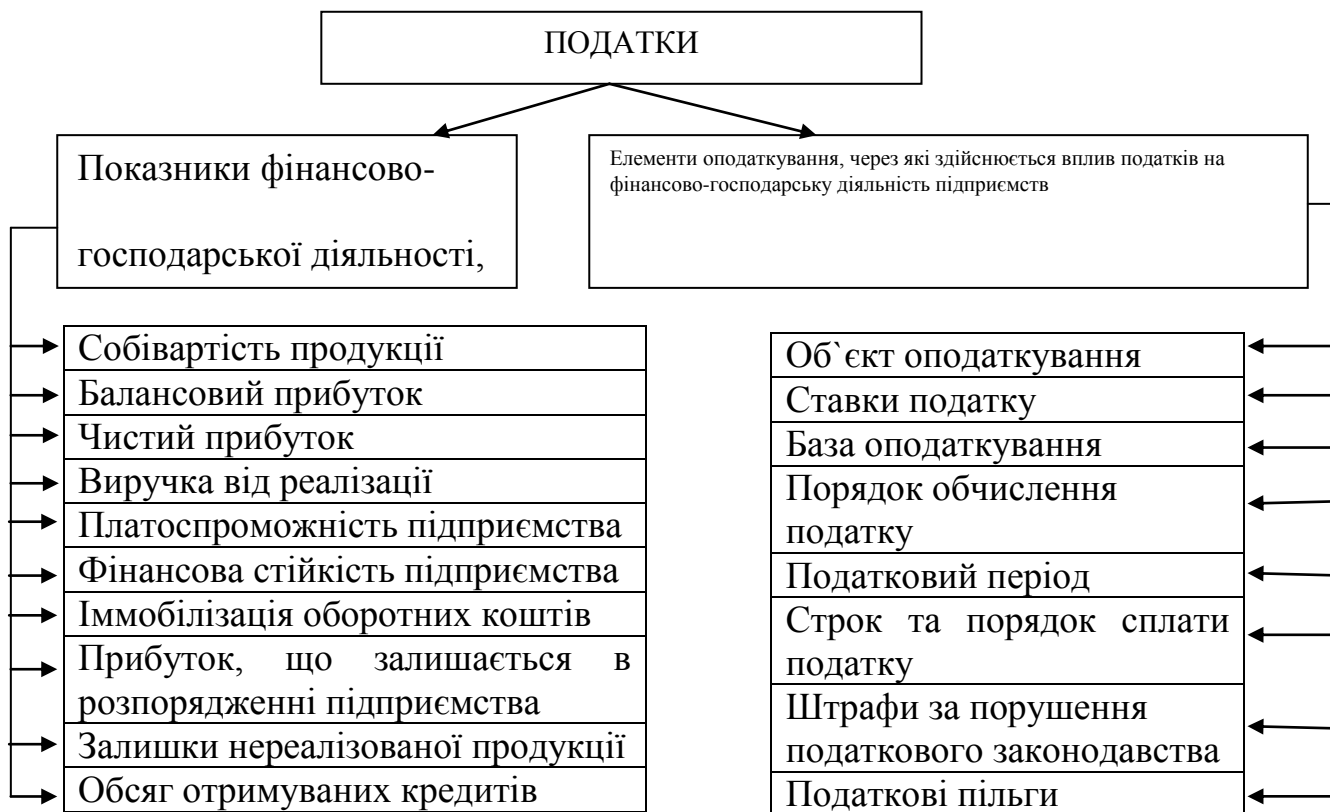 ПОДАТКИ
Показники фінансово-
господарської діяльності,
Елементи оподаткування, через які здійснюється вплив податків на
фінансово-господарську діяльність підприємств
Собівартість продукції
Балансовий прибуток
Чистий прибуток
Виручка від реалізації
Платоспроможність підприємства
Фінансова стійкість підприємства
Іммобілізація оборотних коштів
Прибуток, що залишається в
розпорядженні підприємства
Залишки нереалізованої продукції
Обсяг отримуваних кредитів
Об`єкт оподаткування
Ставки податку
База оподаткування
Порядок обчислення
податку
Податковий період
Строк та порядок сплати
податку
Штрафи за порушення
податкового законодавства
Податкові пільги